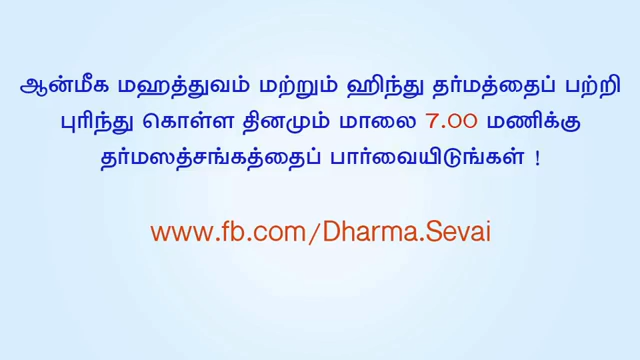 ஆன்மீக மஹத்துவம் மற்றும் ஹிந்து தர்மத்தைப் பற்றி
புரிந்து கொள்ள தினமும் மாலை 7.00 மணிக்கு
தர்மஸத்சங்கத்தைப் பார்வையிடுங்கள் !
www.fb.com/Dharma.Sevai